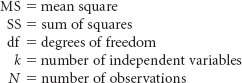 MS = mean square
SS = sum of squares
df = degrees of freedom
k = number of independent variables
N = number of observations